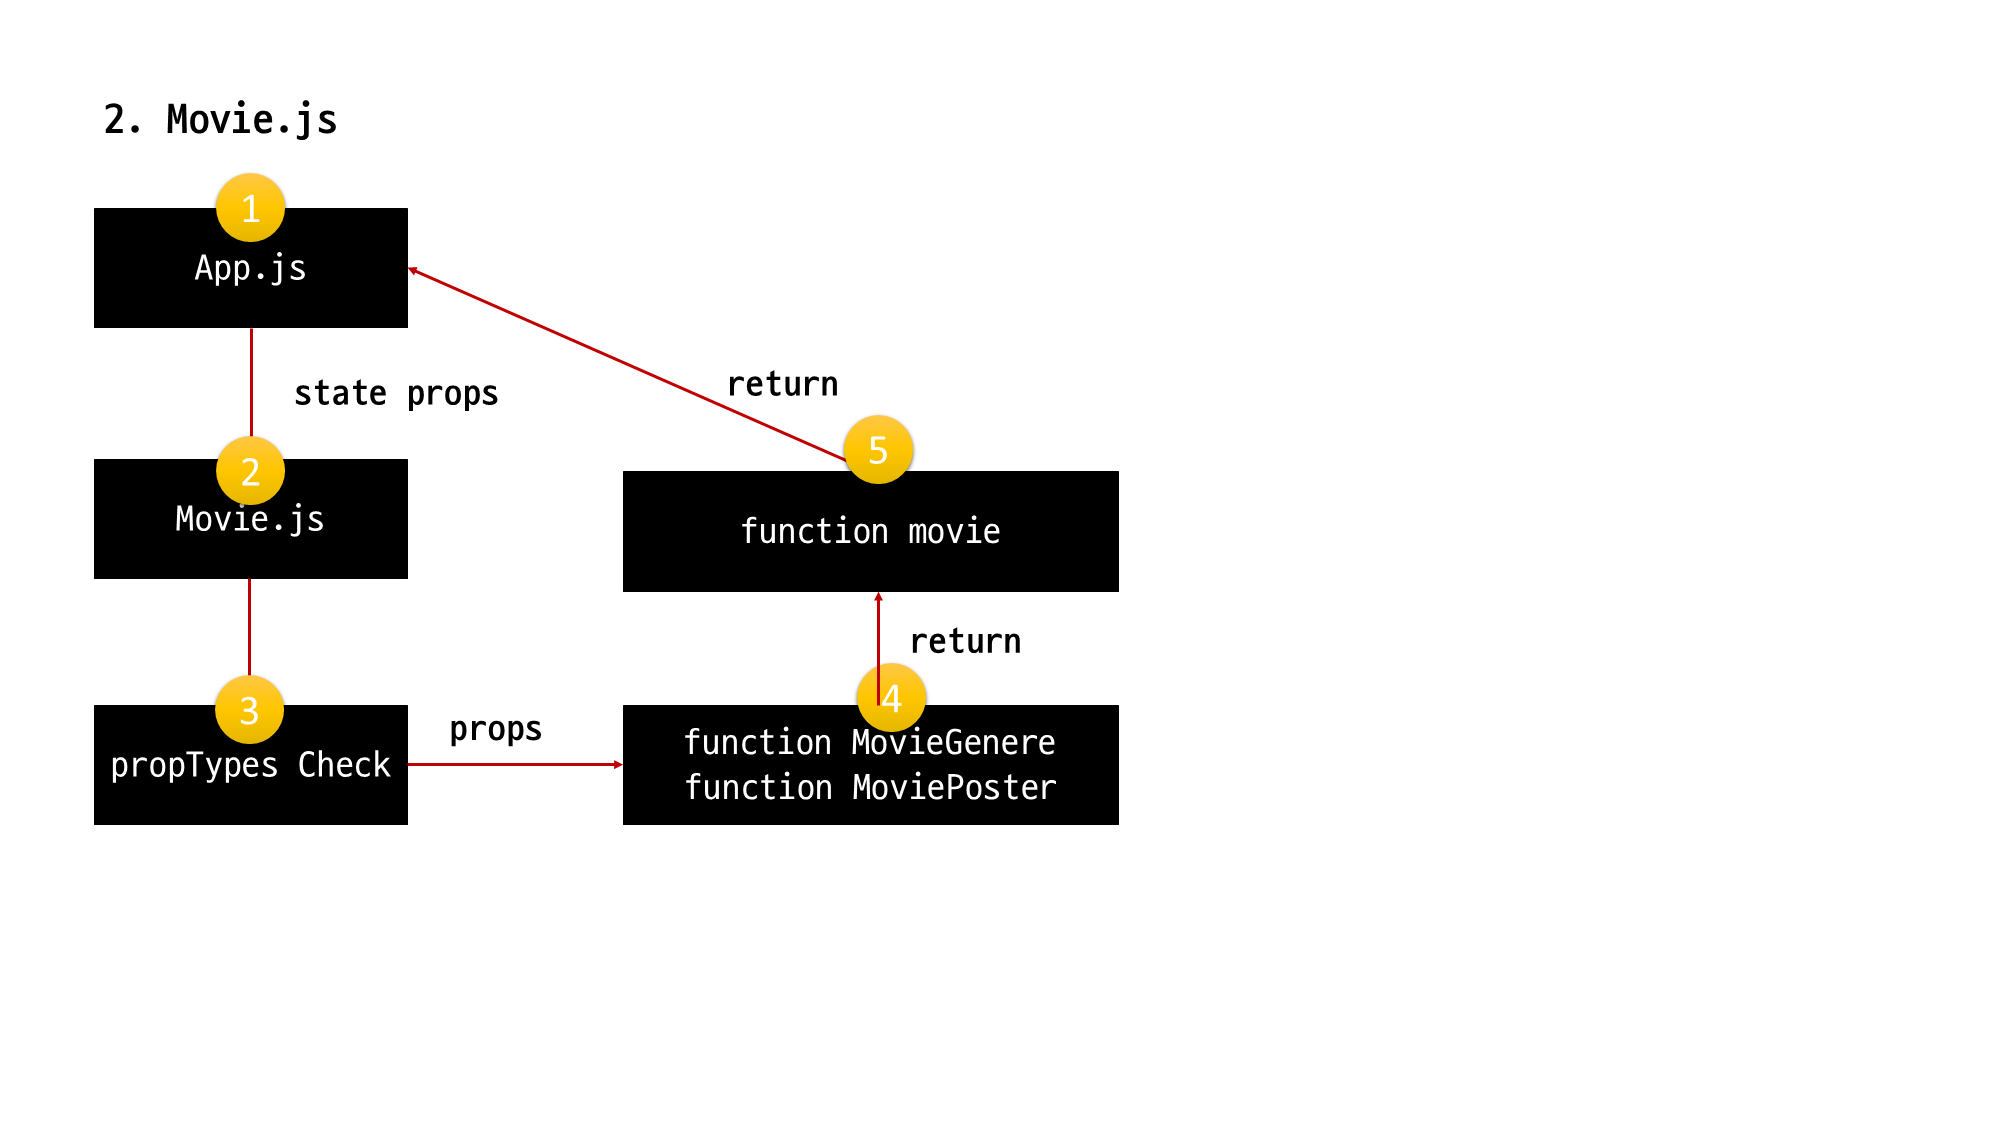 2. Movie.js
1
App.js
state props
return
2
Movie.js
5
function movie
return
3
propTypes Check
props
4
function MovieGenere
function MoviePoster